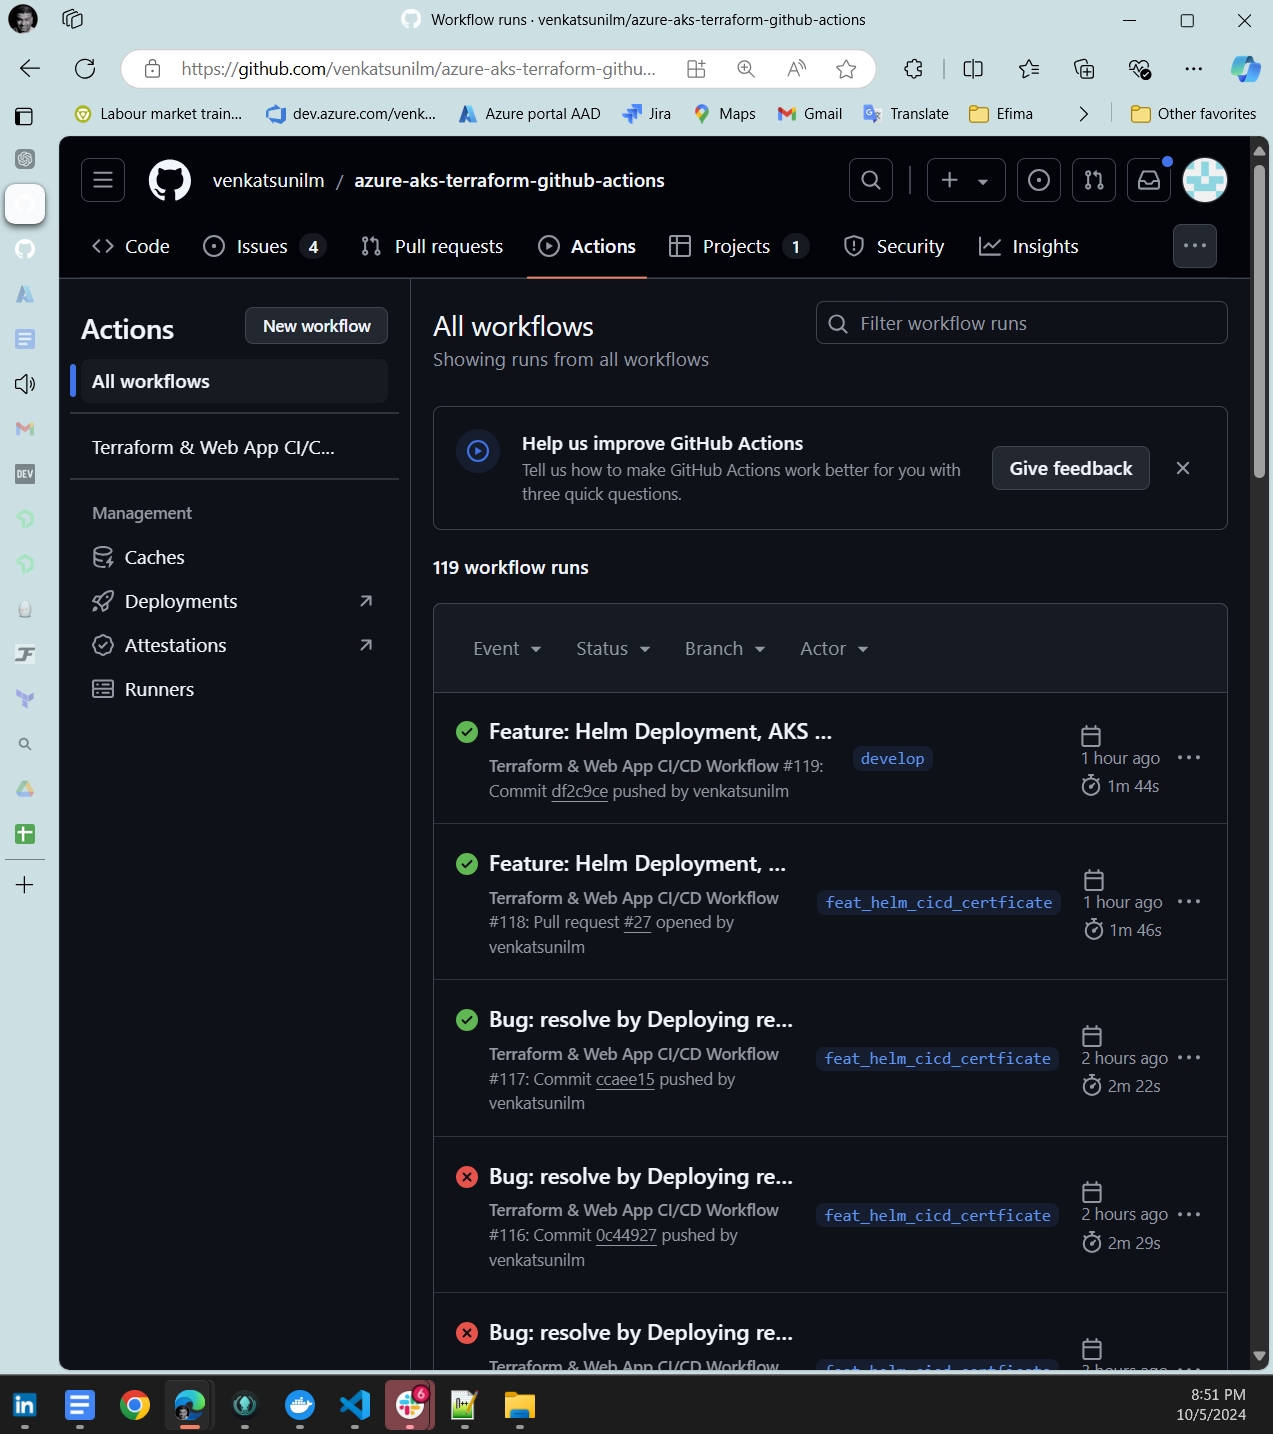 Workflow runs · venkatsunilm/azure-aks-terraform-github-actions
https://github.com/venkatsunilm/azure-aks-terraform-githu...
Labour market train...
dev.azure.com/venk...
Azure portal AAD
Jira
Maps
Gmail
Translate
Efima
Other favorites
venkatsunilm / azure-aks-terraform-github-actions
Code
Issues 4
Pull requests
Actions
Projects 1
Security
Insights
Actions
New workflow
All workflows
Terraform & Web App CI/C...
Management
Caches
Deployments
Attestations
Runners
All workflows
Showing runs from all workflows
Filter workflow runs
Help us improve GitHub Actions
Tell us how to make GitHub Actions work better for you with
three quick questions.
Give feedback
119 workflow runs
Event
Status
Branch
Actor
Feature: Helm Deployment, AKS ...
Terraform & Web App CI/CD Workflow #119:
Commit df2c9ce pushed by venkatsunilm
develop
1 hour ago
1m 44s
Feature: Helm Deployment, ...
Terraform & Web App CI/CD Workflow
#118: Pull request #27 opened by
venkatsunilm
feat_helm_cicd_certficate
1 hour ago
1m 46s
Bug: resolve by Deploying re...
Terraform & Web App CI/CD Workflow
#117: Commit ccaee15 pushed by
venkatsunilm
feat_helm_cicd_certficate
2 hours ago
2m 22s
Bug: resolve by Deploying re...
Terraform & Web App CI/CD Workflow
#116: Commit 0c44927 pushed by
venkatsunilm
feat_helm_cicd_certficate
2 hours ago
2m 29s
Bug: resolve by Deploying re...
Terraform & Web App CI/CD Workflow
feat_helm_cicd_certficate
DEV
6
8:51 PM
10/5/2024